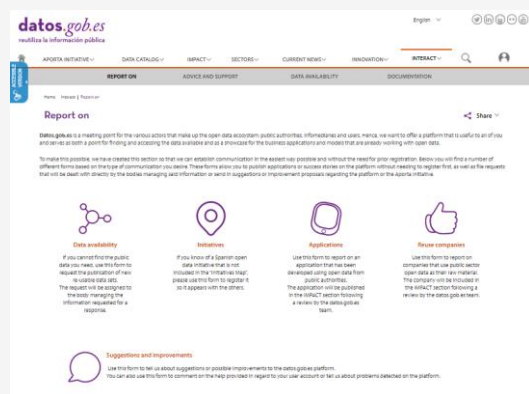 datos.gob.es
reutiliza la información pública
English
APORTA INITIATIVE DATA CATALOG IMPACT SECTORS CURRENT NEWS INNOVATION INTERACT
ACCESSIBLE VERSION
REPORT ON ADVICE AND SUPPORT DATA AVAILABILITY DOCUMENTATION
Home Interact Report on
Report on
Share
Datos.gob.es is a meeting point for the various actors that make up the open data ecosystem: public authorities, infomediaries and users. Hence, we want to offer a platform that is useful to all of you
and serves as both a point for finding and accessing the data available and as a showcase for the business applications and models that are already working with open data.
To make this possible, we have created this section so that we can establish communication in the easiest way possible and without the need for prior registration. Below you will find a number of
different forms based on the type of communication you desire. These forms allow you to publish applications or success stories on the platform without needing to register first, as well as file requests
that will be dealt with directly by the bodies managing said information or send in suggestions or improvement proposals regarding the platform or the Aporta Initiative.
Data availability
If you cannot find the public
data you need, use this form to
request the publication of new
re-usable data sets.
The request will be assigned to
the body managing the
information requested for a
response.
Initiatives
If you know of a Spanish open
data initiative that is not
included in the "Initiatives Map",
please use this form to register it
so it appears with the others.
Applications
Use this form to report on an
application that has been
developed using open data from
public authorities.
The application will be published
in the IMPACT section following
a review by the datos.gob.es
team.
Reuse companies
Use this form to report on
companies that use public sector
open data as their raw material.
The company will be included in
the IMPACT section following a
review by the datos.gob.es team.
Suggestions and improvements
Use this form to tell us about suggestions or possible improvements to the datos.gob.es platform.
You can also use this form to comment on the help provided in regard to your user account or tell us about problems detected on the platform.